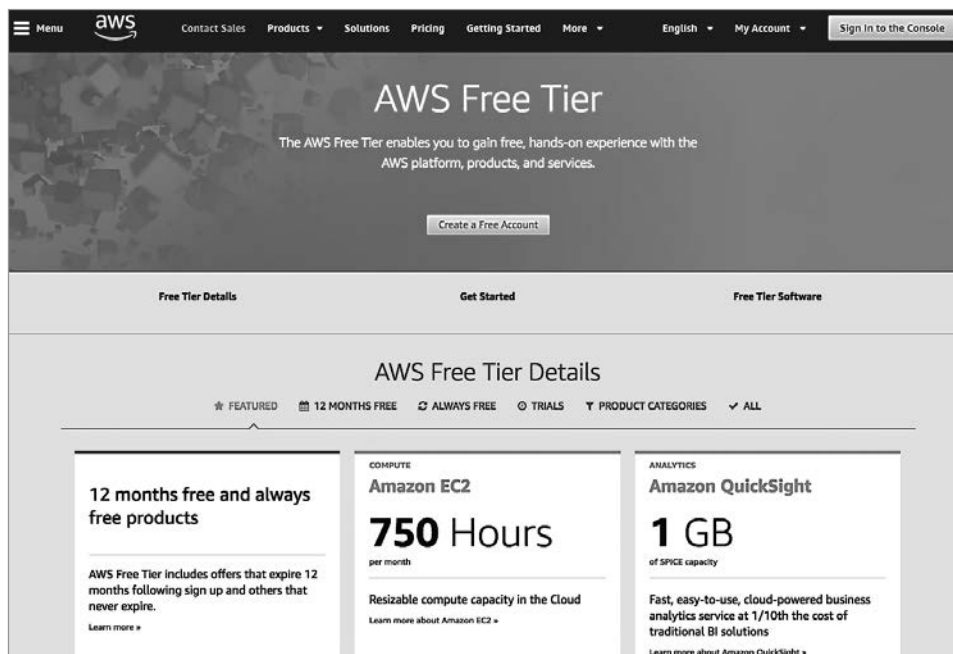 Menu
aws
Contact Sales
Products
Solutions
Pricing
Getting Started
More
English
My Account
Sign In to the Console
AWS Free Tier
The AWS Free Tier enables you to gain free, hands-on experience with the
AWS platform, products, and services.
Create a Free Account
Free Tier Details
Get Started
Free Tier Software
AWS Free Tier Details
FEATURED
12 MONTHS FREE
ALWAYS FREE
TRIALS
PRODUCT CATEGORIES
ALL
12 months free and always
free products
AWS Free Tier includes offers that expire 12
months following sign up and others that
never expire.
Learn more »
COMPUTE
Amazon EC2
750 Hours
per month
Resizable compute capacity in the Cloud
Learn more about Amazon EC2 »
ANALYTICS
Amazon QuickSight
1 GB
of SPICE capacity
Fast, easy-to-use, cloud-powered business
analytics service at 1/10th the cost of
traditional BI solutions
Learn more about Amazon QuickSight »